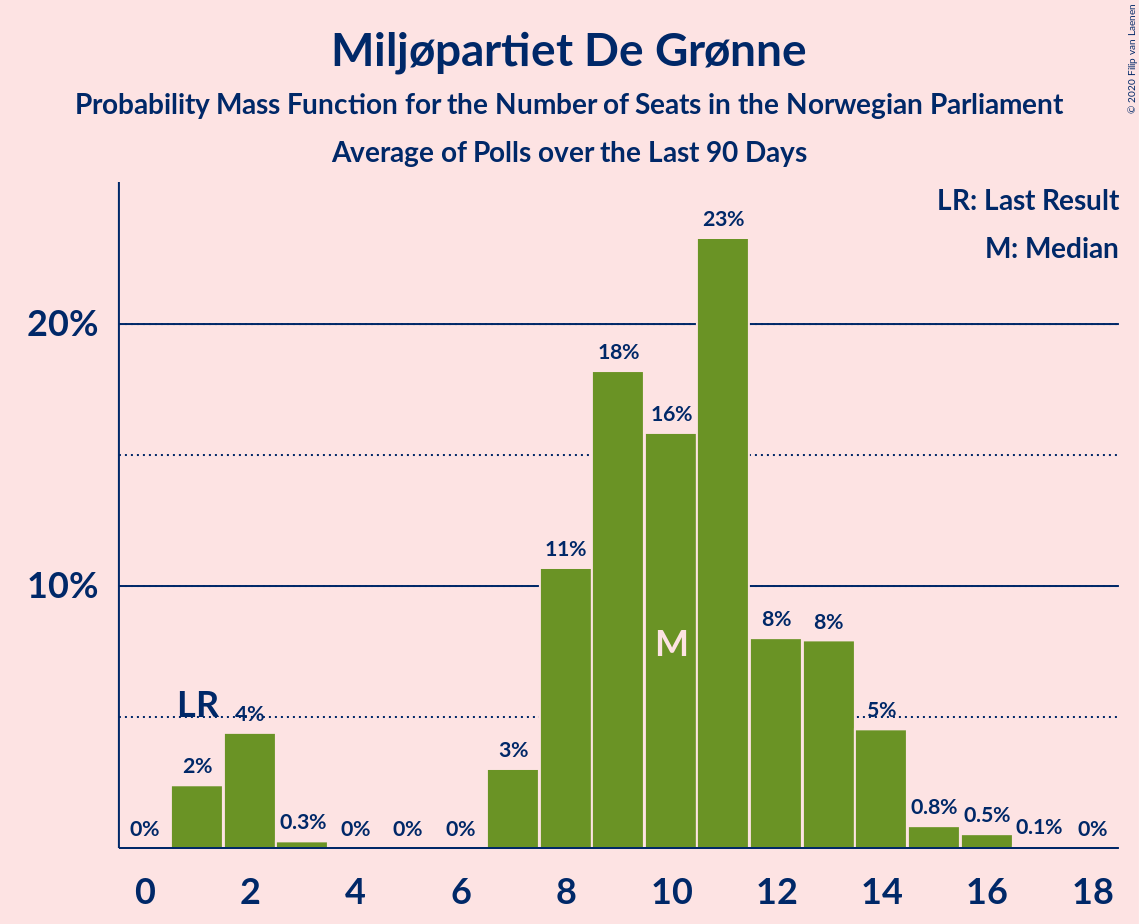 Miljøpartiet De Grønne
Probability Mass Function for the Number of Seats in the Norwegian Parliament
Average of Polls over the Last 90 Days
© 2020 Filip van Laenen
LR: Last Result
M: Median
23%
20%
18%
16%
11%
10%
8%
8%
M
LR
4%
5%
3%
2%
0%
0.3%
0%
0%
0%
0.8%
0.5%
0.1%
0%
0 2 4 6 8 10 12 14 16 18